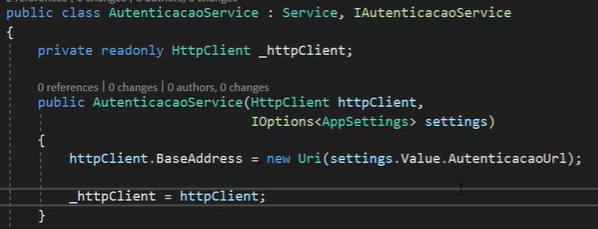 public class AutenticacaoService : Service, IAutenticacaoService
{
private readonly HttpClient _httpClient;
0 references | 0 changes | 0 authors, 0 changes
public AutenticacaoService(HttpClient httpClient,
IOptions<AppSettings> settings)
{
httpClient.BaseAddress = new Uri(settings.Value.AutenticacaoUrl);
_httpClient = httpClient;
}